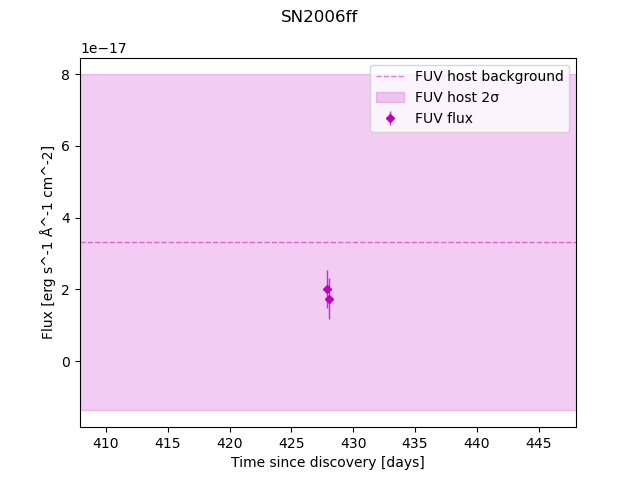 SN2006ff
1e−17
FUV host background
FUV host 2σ
FUV flux
8
6
4
2
0
Flux [erg s^-1 Å^-1 cm^-2]
410 415 420 425 430 435 440 445
Time since discovery [days]